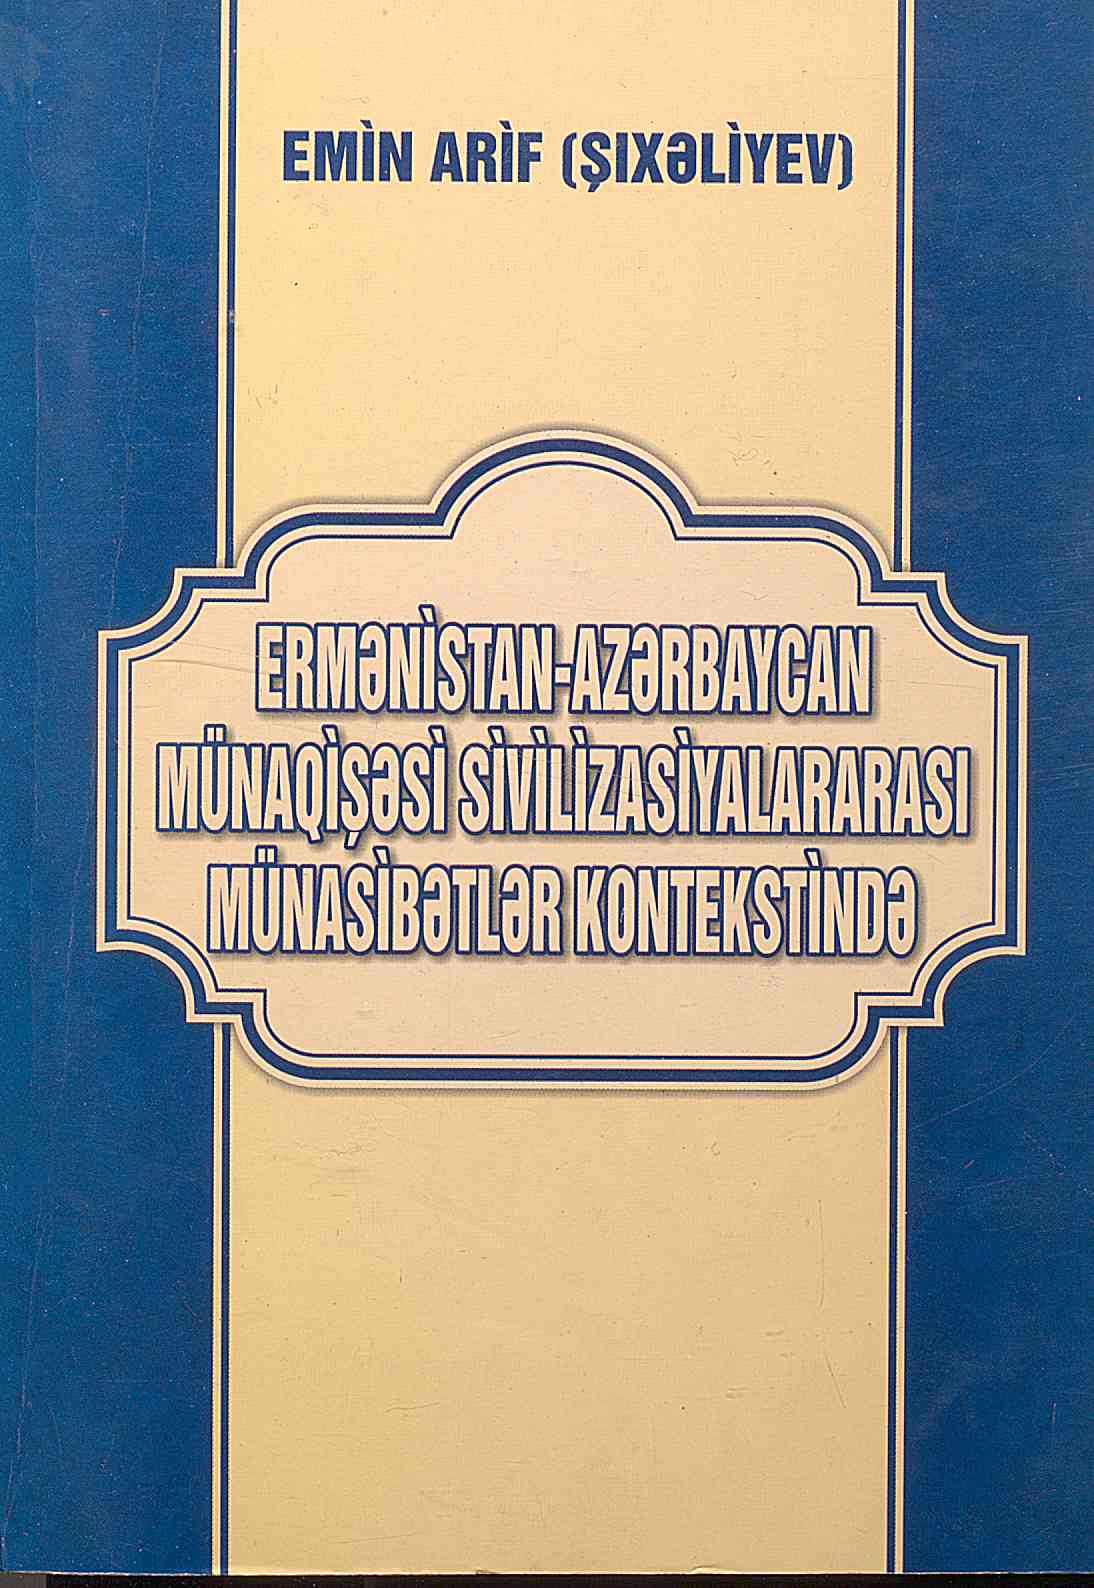 EMİN ARİF (ŞIXƏLİYEV)
ERMƏNİSTAN-AZƏRBAYCAN
MÜNAQİŞƏSİ SİVİLİZASİYALARARASI
MÜNASİBƏTLƏR KONTEKSTİNDƏ